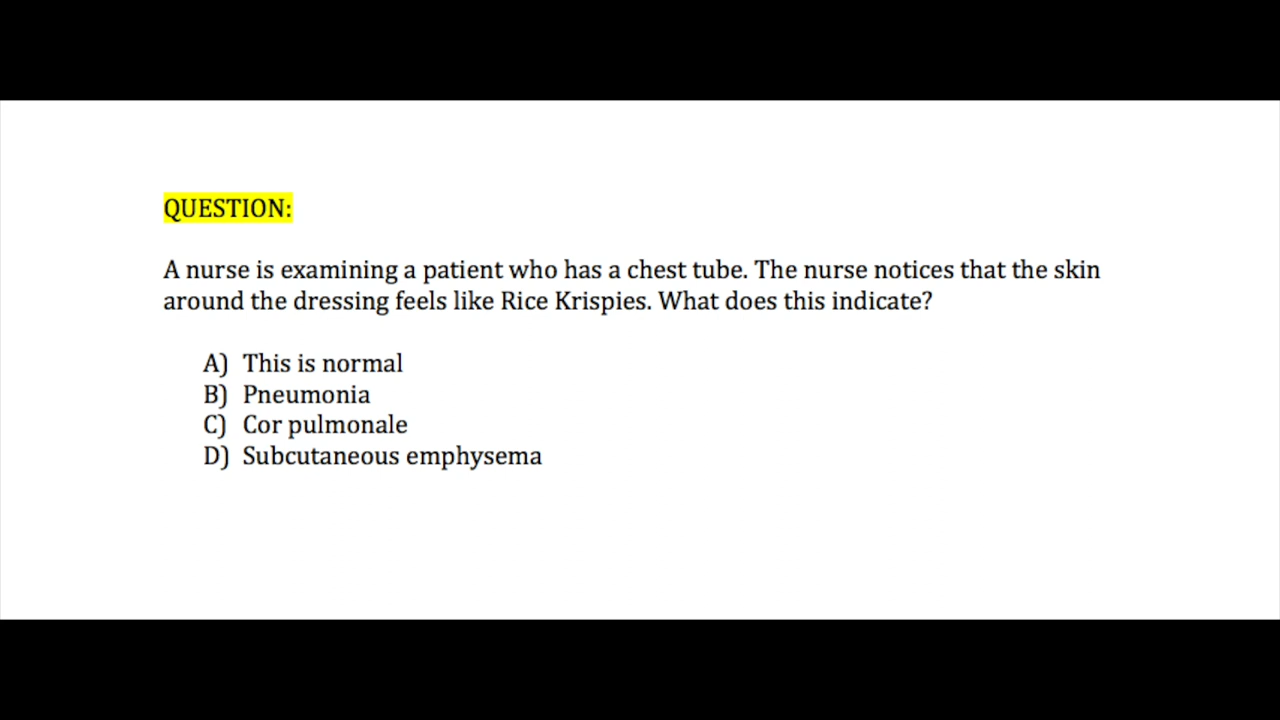 QUESTION:
A nurse is examining a patient who has a chest tube. The nurse notices that the skin
around the dressing feels like Rice Krispies. What does this indicate?
A) This is normal
B) Pneumonia
C) Cor pulmonale
D) Subcutaneous emphysema